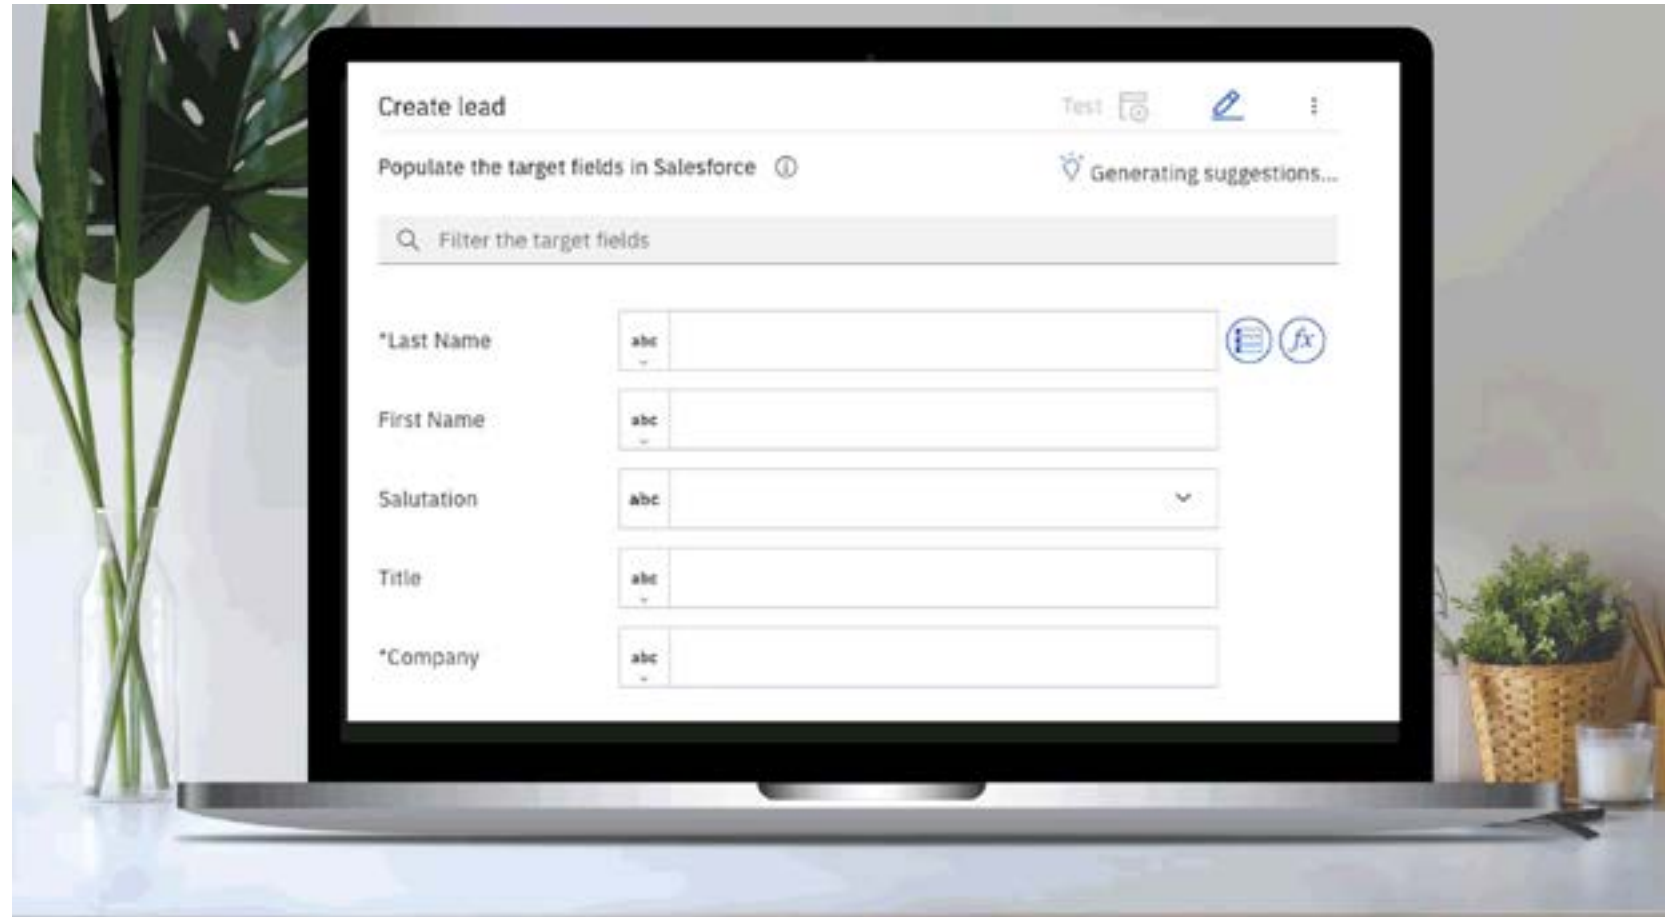 Create lead
Test
Populate the target fields in Salesforce
Generating suggestions...
Filter the target fields
*Last Name
abc
fx
First Name
abc
Salutation
abc
Title
abc
*Company
abc